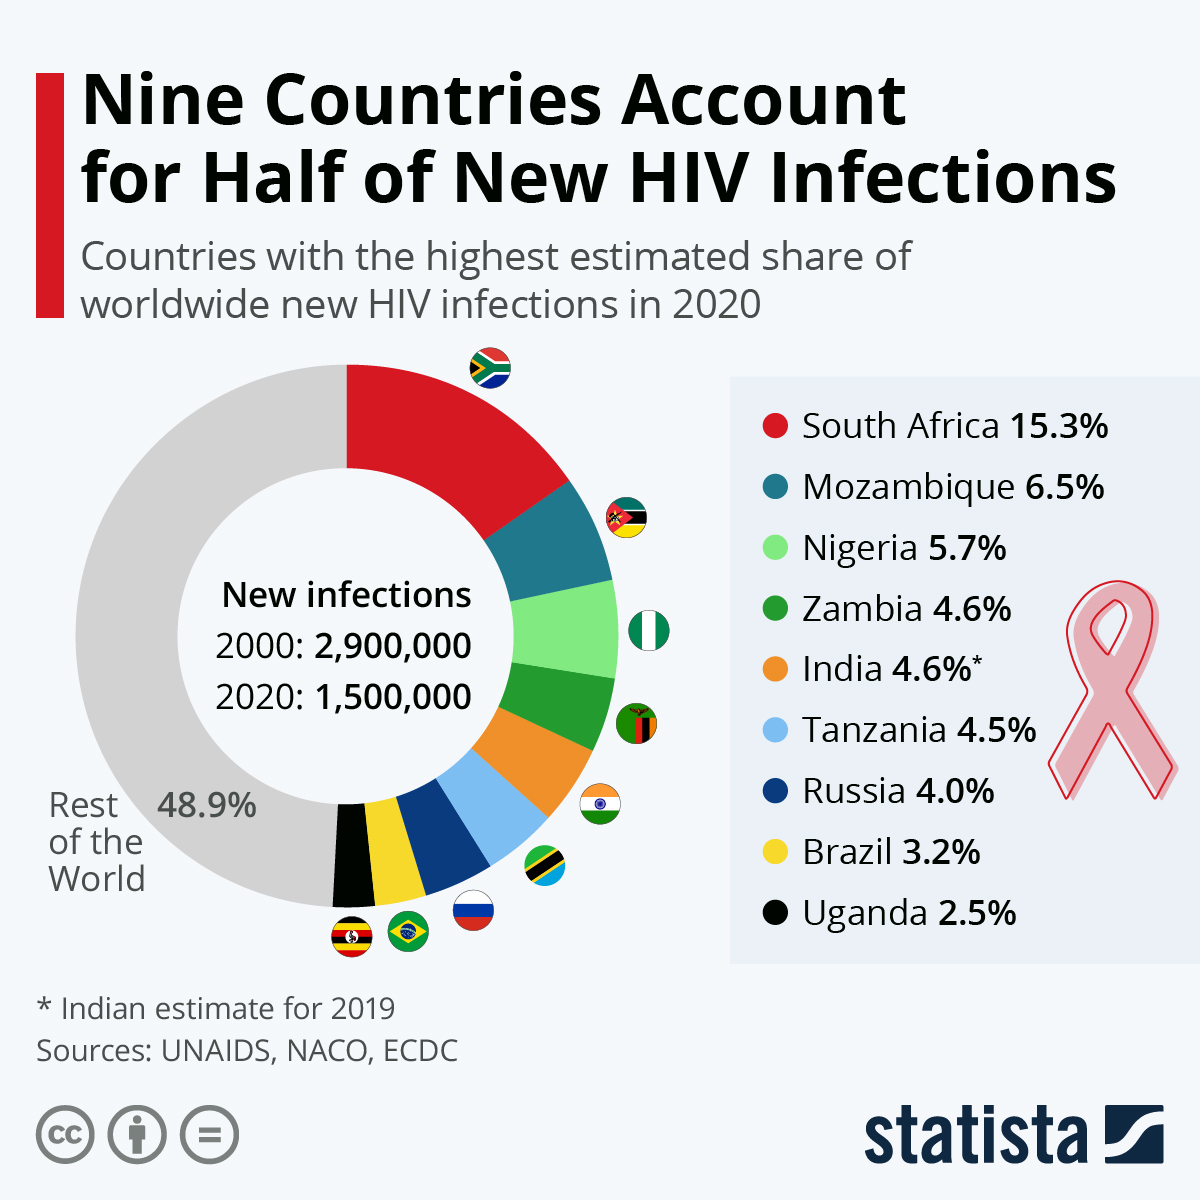 Nine Countries Account
for Half of New HIV Infections
Countries with the highest estimated share of
worldwide new HIV infections in 2020
New infections
2000: 2,900,000
2020: 1,500,000
Rest 48.9%
of the
World
South Africa 15.3%
Mozambique 6.5%
Nigeria 5.7%
Zambia 4.6%
India 4.6%*
Tanzania 4.5%
Russia 4.0%
Brazil 3.2%
Uganda 2.5%
* Indian estimate for 2019
Sources: UNAIDS, NACO, ECDC
cc
statista